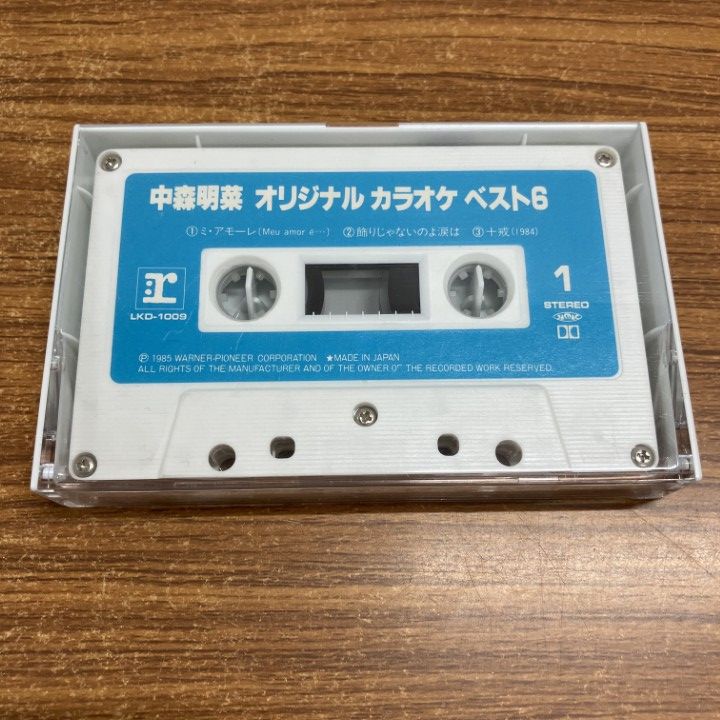 中森明菜 オリジナル カラオケ ベスト6
①ミ・アモーレ(Meu amor é…) ②飾りじゃないのよ涙は ③十戒(1984)
r
LKD-1009
1
STEREO
℗ 1985 WARNER-PIONEER CORPORATION ★MADE IN JAPAN
ALL RIGHTS OF THE MANUFACTURER AND OF THE OWNER OF THE RECORDED WORK RESERVED.